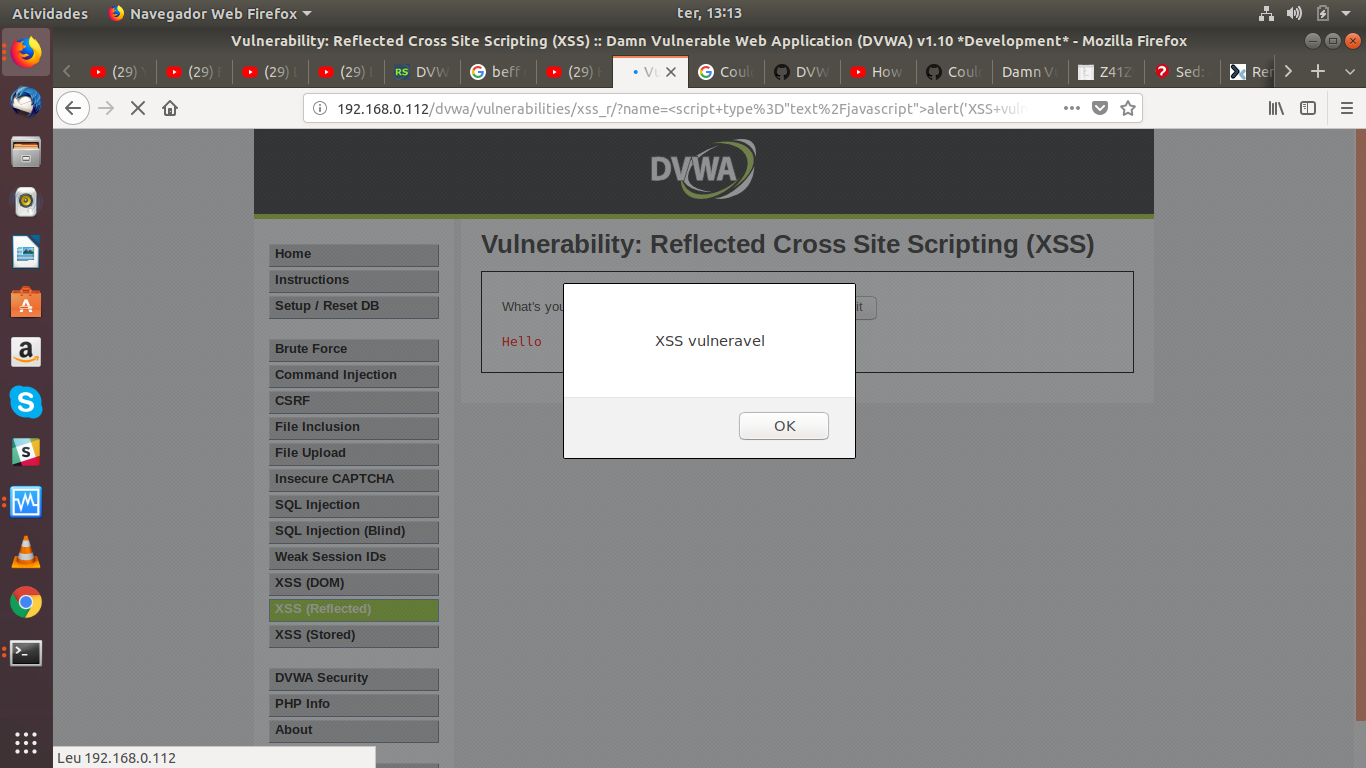 Atividades Navegador Web Firefox ter, 13:13
Vulnerability: Reflected Cross Site Scripting (XSS) :: Damn Vulnerable Web Application (DVWA) v1.10 *Development* - Mozilla Firefox
(29) (29) (29) (29) DVW beff (29) Vu Coul DVW How Coul Damn Vu Z41Z Sed: Rer
192.168.0.112/dvwa/vulnerabilities/xss_r/?name=<script+type%3D"text%2Fjavascript">alert('XSS+vuln
DVWA
Vulnerability: Reflected Cross Site Scripting (XSS)
What's you
it
Hello
XSS vulneravel
OK
Home
Instructions
Setup / Reset DB
Brute Force
Command Injection
CSRF
File Inclusion
File Upload
Insecure CAPTCHA
SQL Injection
SQL Injection (Blind)
Weak Session IDs
XSS (DOM)
XSS (Reflected)
XSS (Stored)
DVWA Security
PHP Info
About
Leu 192.168.0.112